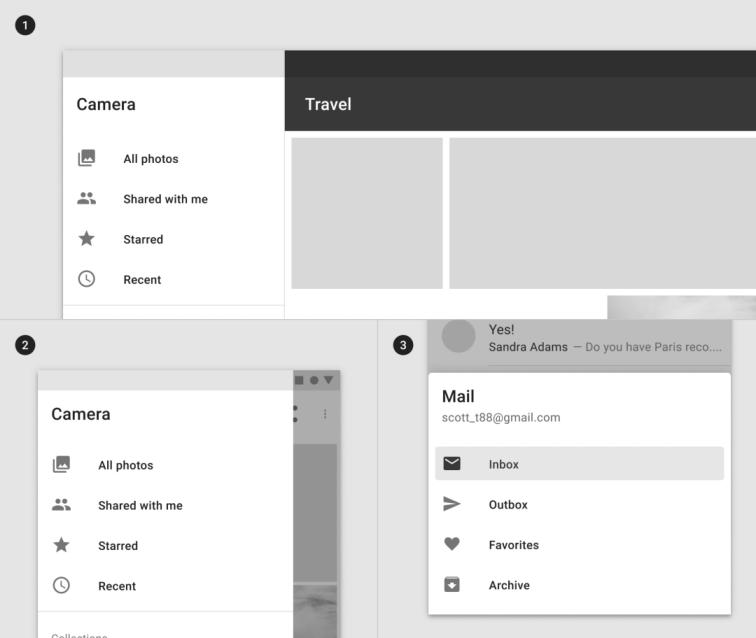 1
Camera
Travel
All photos
Shared with me
Starred
Recent
2
Camera
All photos
Shared with me
Starred
Recent
Collections
3
Yes!
Sandra Adams — Do you have Paris reco....
Mail
scott_t88@gmail.com
Inbox
Outbox
Favorites
Archive